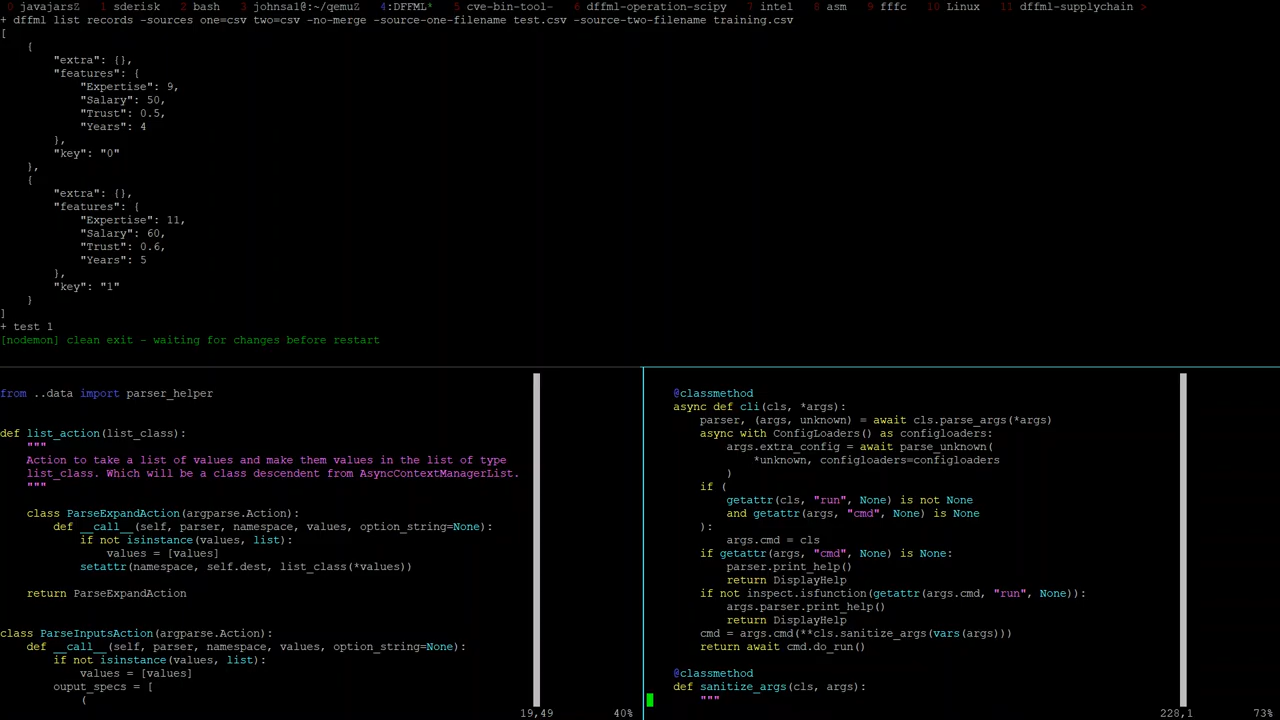 0 javajarsZ  1 sderisk  2 bash  3 johnsa1@:~/qemuZ  4:DFFML*  5 cve-bin-tool-  6 dffml-operation-scipy  7 intel  8 asm  9 fffc  10 Linux  11 dffml-supplychain >
+ dffml list records -sources one=csv two=csv -no-merge -source-one-filename test.csv -source-two-filename training.csv
[
    {
        "extra": {},
        "features": {
            "Expertise": 9,
            "Salary": 50,
            "Trust": 0.5,
            "Years": 4
        },
        "key": "0"
    },
    {
        "extra": {},
        "features": {
            "Expertise": 11,
            "Salary": 60,
            "Trust": 0.6,
            "Years": 5
        },
        "key": "1"
    }
]
+ test 1
[nodemon] clean exit - waiting for changes before restart
from ..data import parser_helper
def list_action(list_class):
    """
    Action to take a list of values and make them values in the list of type
    list_class. Which will be a class descendent from AsyncContextManagerList.
    """
    class ParseExpandAction(argparse.Action):
        def __call__(self, parser, namespace, values, option_string=None):
            if not isinstance(values, list):
                values = [values]
            setattr(namespace, self.dest, list_class(*values))
    return ParseExpandAction
class ParseInputsAction(argparse.Action):
    def __call__(self, parser, namespace, values, option_string=None):
        if not isinstance(values, list):
            values = [values]
        ouput_specs = [
            (
19,49 40%
    @classmethod
    async def cli(cls, *args):
        parser, (args, unknown) = await cls.parse_args(*args)
        async with ConfigLoaders() as configloaders:
            args.extra_config = await parse_unknown(
                *unknown, configloaders=configloaders
            )
        if (
            getattr(cls, "run", None) is not None
            and getattr(args, "cmd", None) is None
        ):
            args.cmd = cls
        if getattr(args, "cmd", None) is None:
            parser.print_help()
            return DisplayHelp
        if not inspect.isfunction(getattr(args.cmd, "run", None)):
            args.parser.print_help()
            return DisplayHelp
        cmd = args.cmd(**cls.sanitize_args(vars(args)))
        return await cmd.do_run()
    @classmethod
    def sanitize_args(cls, args):
        """
228,1 73%